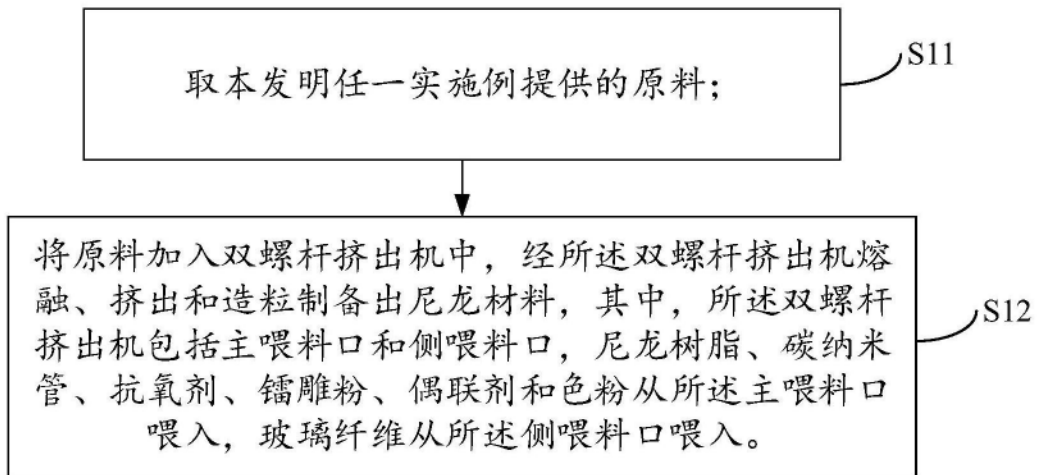 取本发明任一实施例提供的原料；
S11
将原料加入双螺杆挤出机中，经所述双螺杆挤出机熔
融、挤出和造粒制备出尼龙材料，其中，所述双螺杆
挤出机包括主喂料口和侧喂料口，尼龙树脂、碳纳米
管、抗氧剂、镭雕粉、偶联剂和色粉从所述主喂料口
喂入，玻璃纤维从所述侧喂料口喂入。
S12